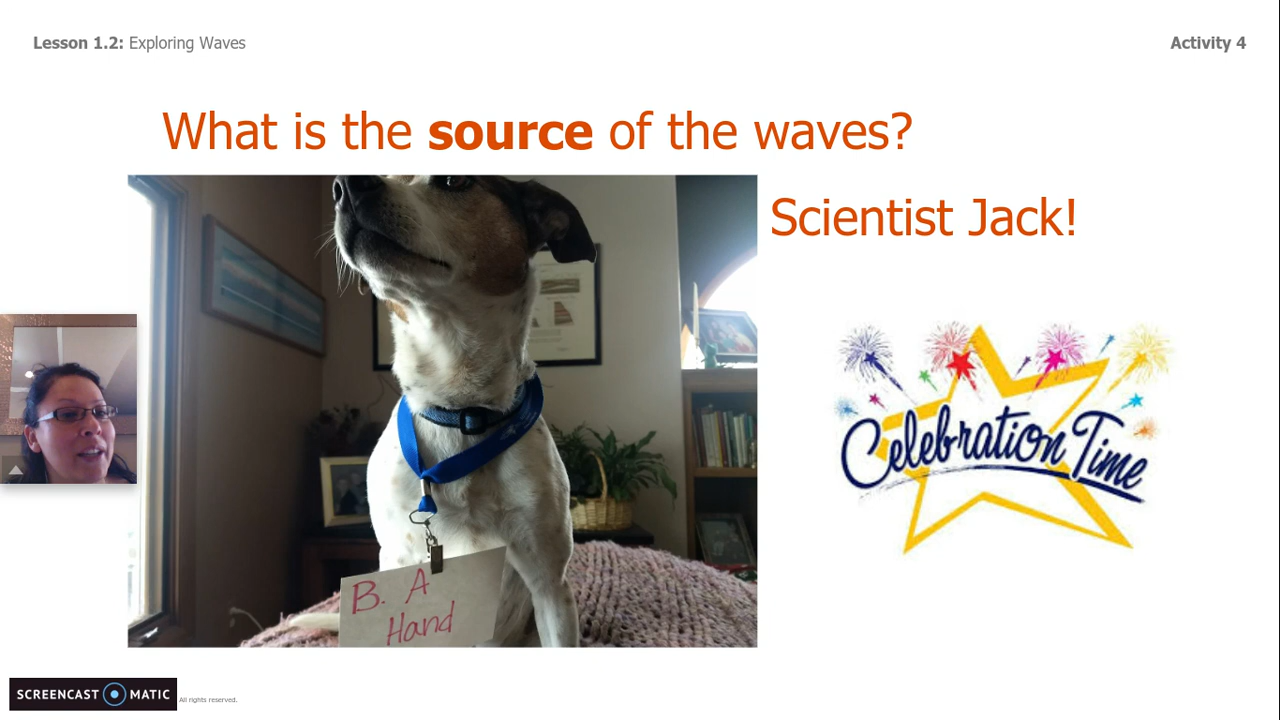 Lesson 1.2: Exploring Waves
Activity 4
What is the source of the waves?
Scientist Jack!
B. A
Hand
Celebration Time
SCREENCAST MATIC
All rights reserved.